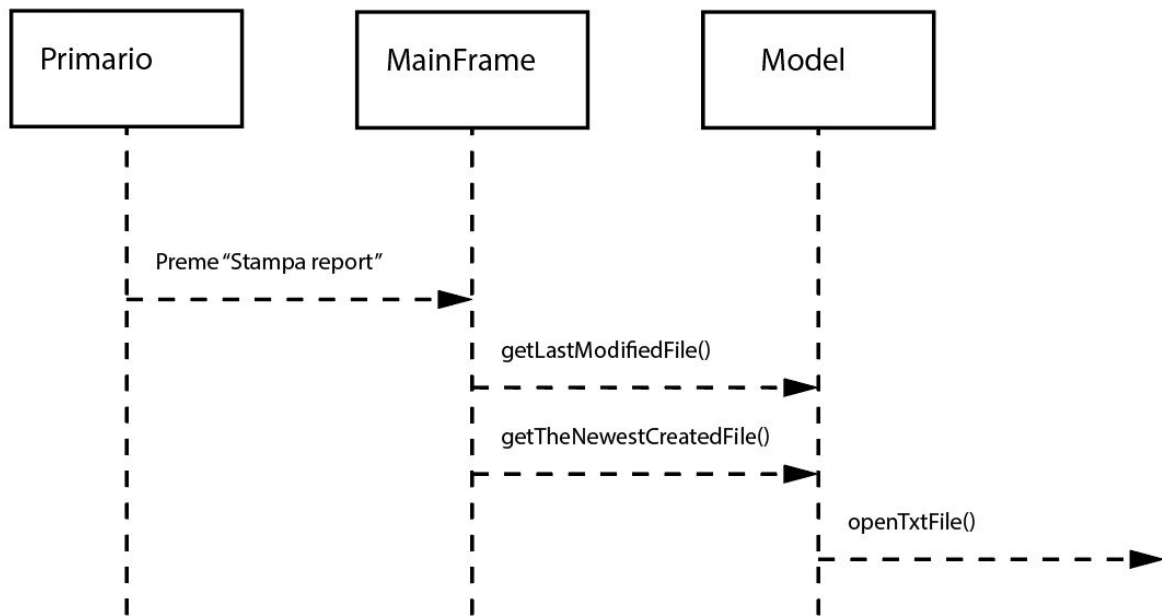 Primario
MainFrame
Model
Preme “Stampa report”
getLastModifiedFile()
getTheNewestCreatedFile()
openTxtFile()